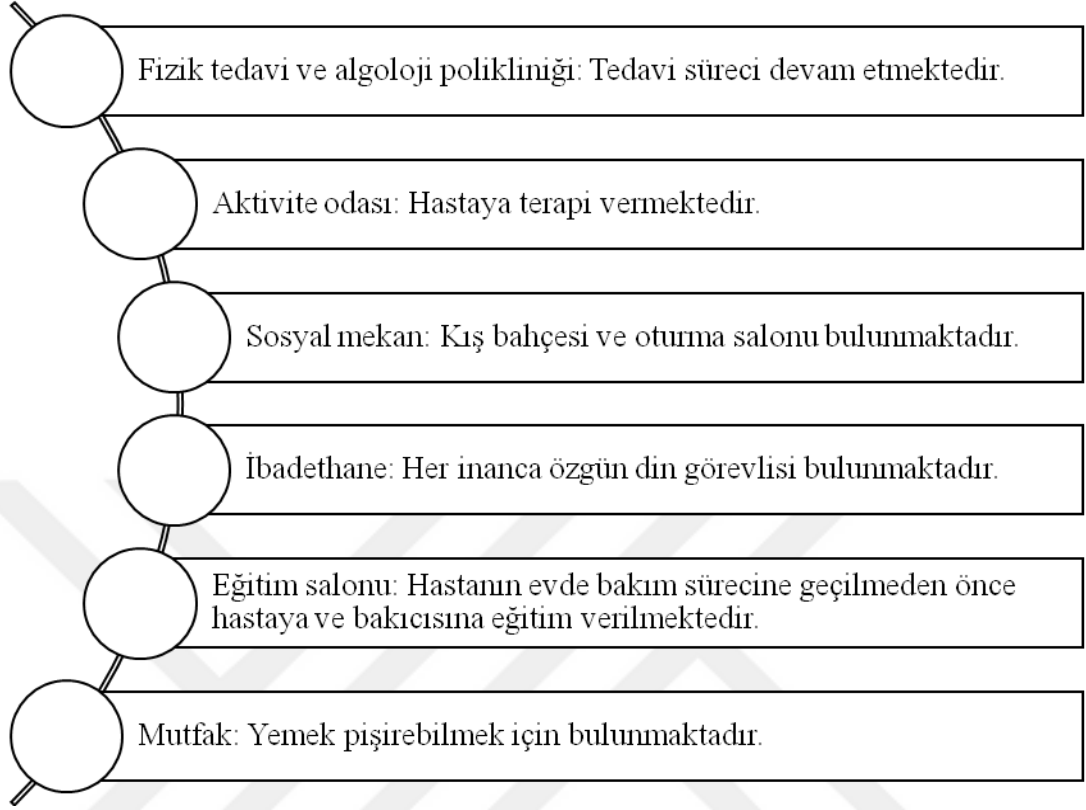 Fizik tedavi ve algoloji polikliniği: Tedavi süreci devam etmektedir.
Aktivite odası: Hastaya terapi vermektedir.
Sosyal mekan: Kış bahçesi ve oturma salonu bulunmaktadır.
İbadethane: Her inanca özgün din görevlisi bulunmaktadır.
Eğitim salonu: Hastanın evde bakım sürecine geçilmeden önce
hastaya ve bakıcısına eğitim verilmektedir.
Mutfak: Yemek pişirebilmek için bulunmaktadır.